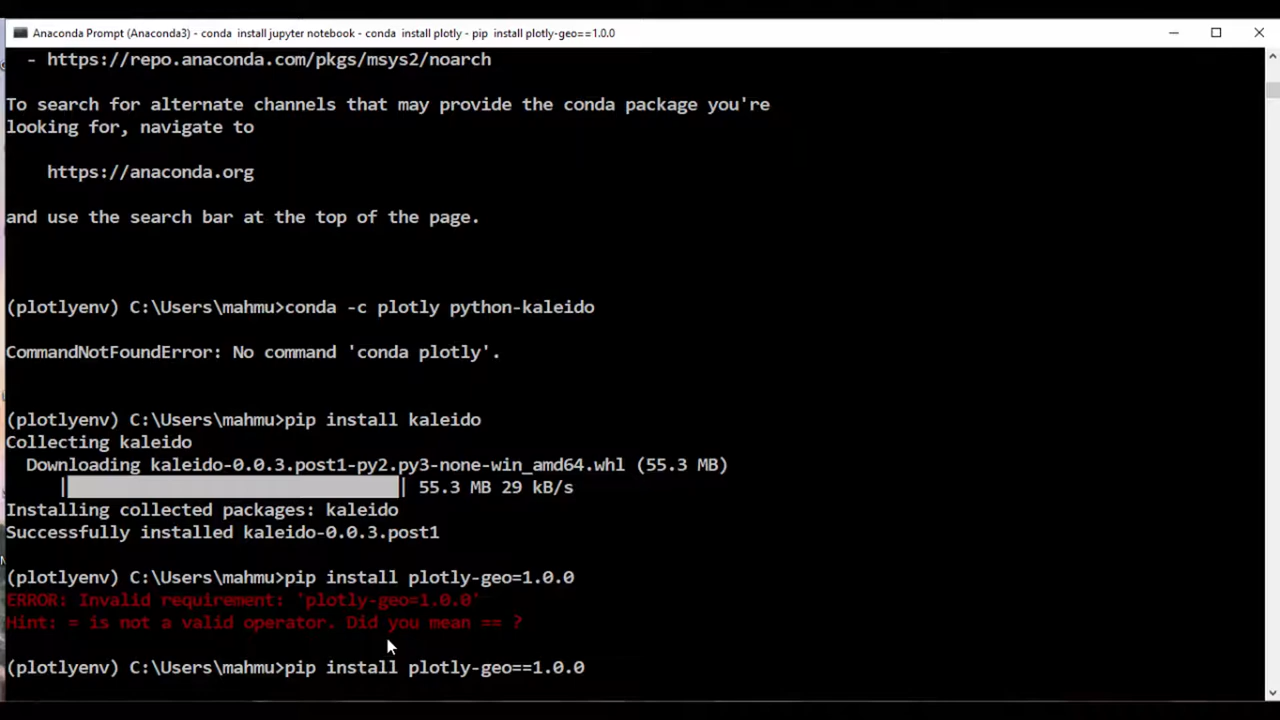 Anaconda Prompt (Anaconda3) - conda  install jupyter notebook - conda  install plotly - pip  install plotly-geo==1.0.0
- https://repo.anaconda.com/pkgs/msys2/noarch
To search for alternate channels that may provide the conda package you're
looking for, navigate to
https://anaconda.org
and use the search bar at the top of the page.
(plotlyenv) C:\Users\mahmu>conda -c plotly python-kaleido
CommandNotFoundError: No command 'conda plotly'.
(plotlyenv) C:\Users\mahmu>pip install kaleido
Collecting kaleido
Downloading kaleido-0.0.3.post1-py2.py3-none-win_amd64.whl (55.3 MB)
| | 55.3 MB 29 kB/s
Installing collected packages: kaleido
Successfully installed kaleido-0.0.3.post1
(plotlyenv) C:\Users\mahmu>pip install plotly-geo=1.0.0
ERROR: Invalid requirement: 'plotly-geo=1.0.0'
Hint: = is not a valid operator. Did you mean == ?
(plotlyenv) C:\Users\mahmu>pip install plotly-geo==1.0.0